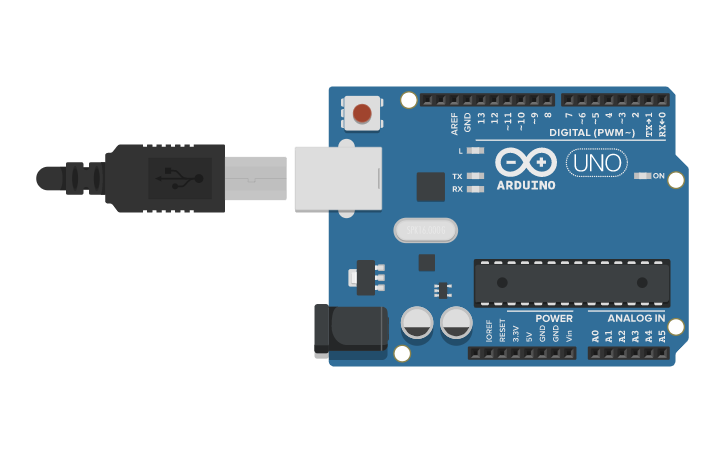 AREF
GND
13
12
~11
~10
~9
8
7
~6
~5
4
~3
2
TX→1
RX←0
DIGITAL (PWM~)
L
TX
RX
ARDUINO
UNO
ON
POWER
ANALOG IN
IOREF
RESET
3.3V
5V
GND
GND
Vin
A0
A1
A2
A3
A4
A5